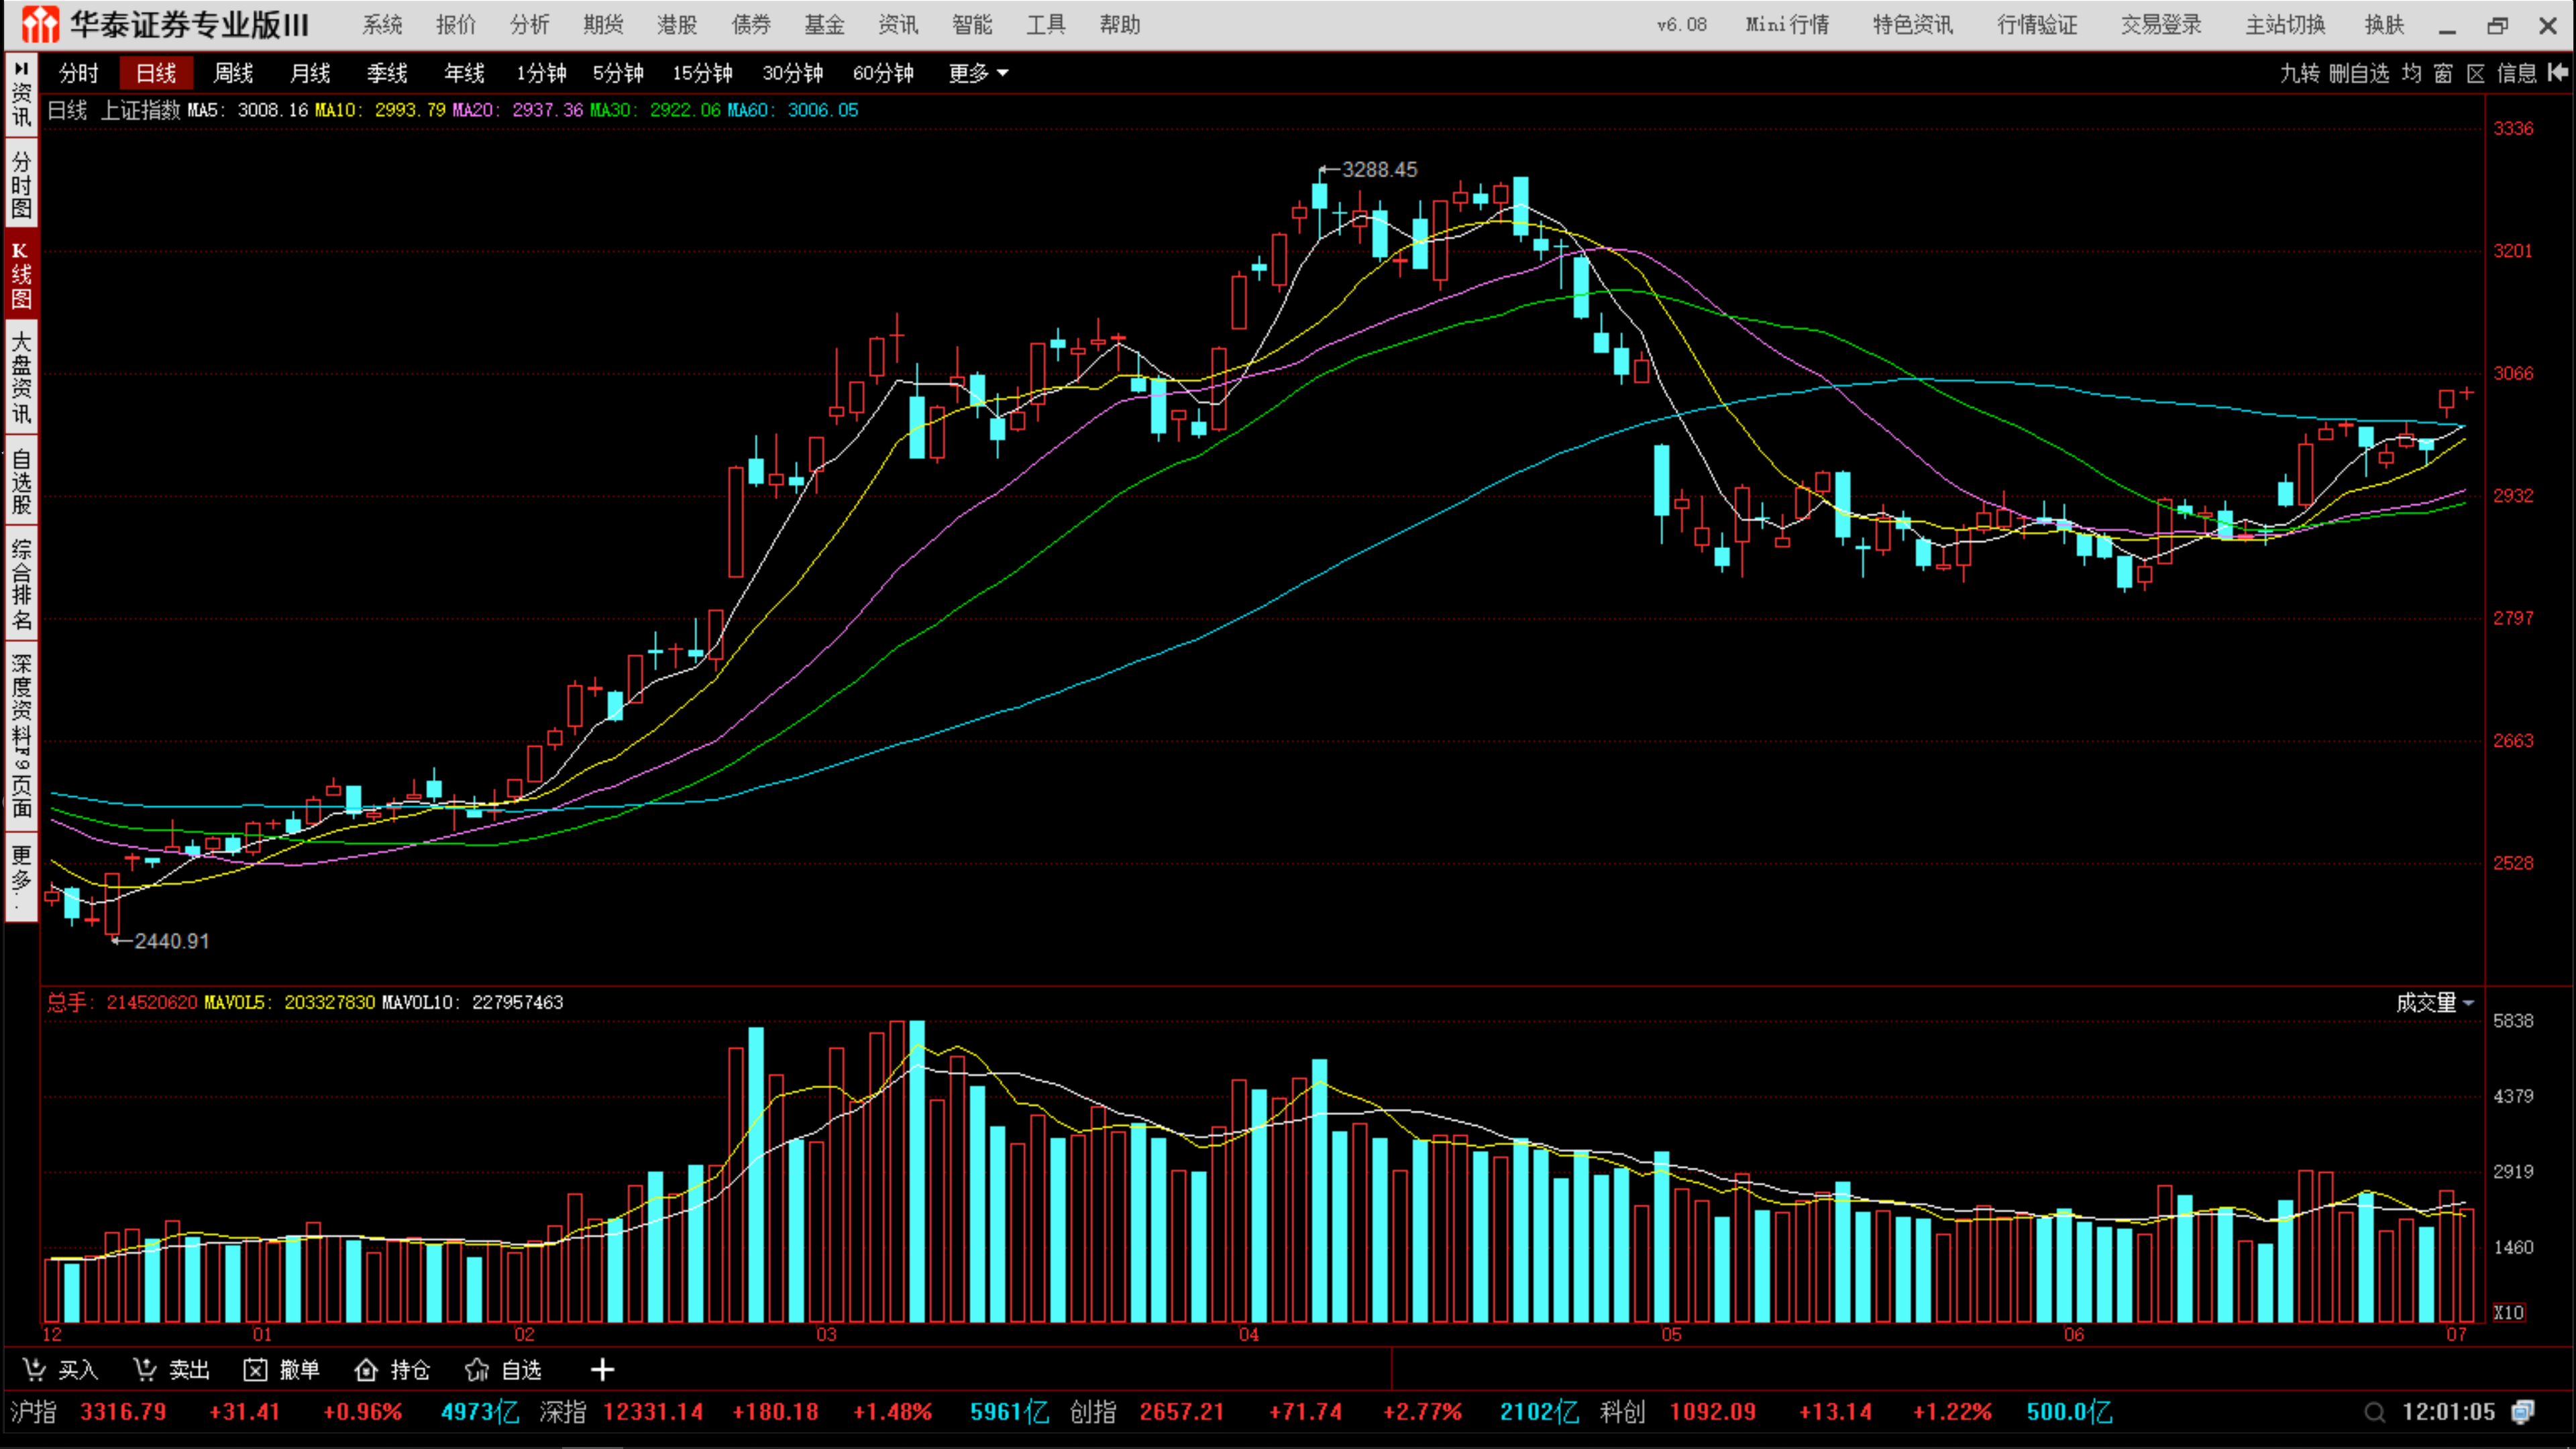 华泰证券专业版III 系统 报价 分析 期货 港股 债券 基金 资讯 智能 工具 帮助 v6.08 Mini行情 特色资讯 行情验证 交易登录 主站切换 换肤
分时 日线 周线 月线 季线 年线 1分钟 5分钟 15分钟 30分钟 60分钟 更多 九转 删自选 均 窗 区 信息
资讯
分时图
K线图
大盘资讯
自选股
综合排名
深度资料F9页面
更多..
日线 上证指数 MA5: 3008.16 MA10: 2993.79 MA20: 2937.36 MA30: 2922.06 MA60: 3006.05
3336
3288.45
3201
3066
2932
2797
2663
2528
2440.91
总手: 214520620 MAVOL5: 203327830 MAVOL10: 227957463 成交量
5838
4379
2919
1460
X10
12 01 02 03 04 05 06 07
买入 卖出 撤单 持仓 自选
沪指 3316.79 +31.41 +0.96% 4973亿 深指 12331.14 +180.18 +1.48% 5961亿 创指 2657.21 +71.74 +2.77% 2102亿 科创 1092.09 +13.14 +1.22% 500.0亿 12:01:05